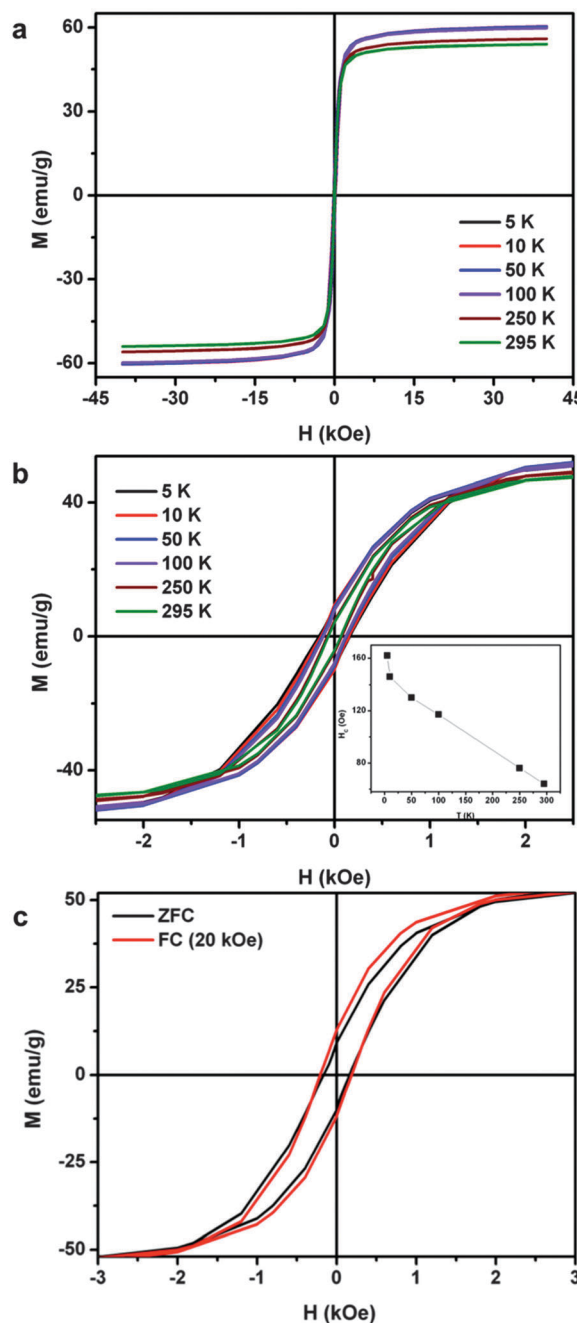 a
60
30
0
-30
-60
M (emu/g)
5 K
10 K
50 K
100 K
250 K
295 K
-45 -30 -15 0 15 30 45
H (kOe)
b
40
0
-40
M (emu/g)
5 K
10 K
50 K
100 K
250 K
295 K
160
120
80
Hc (Oe)
0 50 100 150 200 250 300
T (K)
-2 -1 0 1 2
H (kOe)
c
50
25
0
-25
-50
M (emu/g)
ZFC
FC (20 kOe)
-3 -2 -1 0 1 2 3
H (kOe)